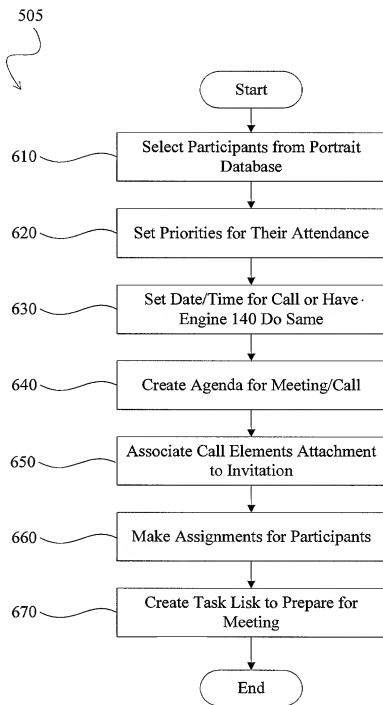 505
Start
610
Select Participants from Portrait
Database
620
Set Priorities for Their Attendance
630
Set Date/Time for Call or Have
Engine 140 Do Same
640
Create Agenda for Meeting/Call
650
Associate Call Elements Attachment
to Invitation
660
Make Assignments for Participants
670
Create Task Lisk to Prepare for
Meeting
End